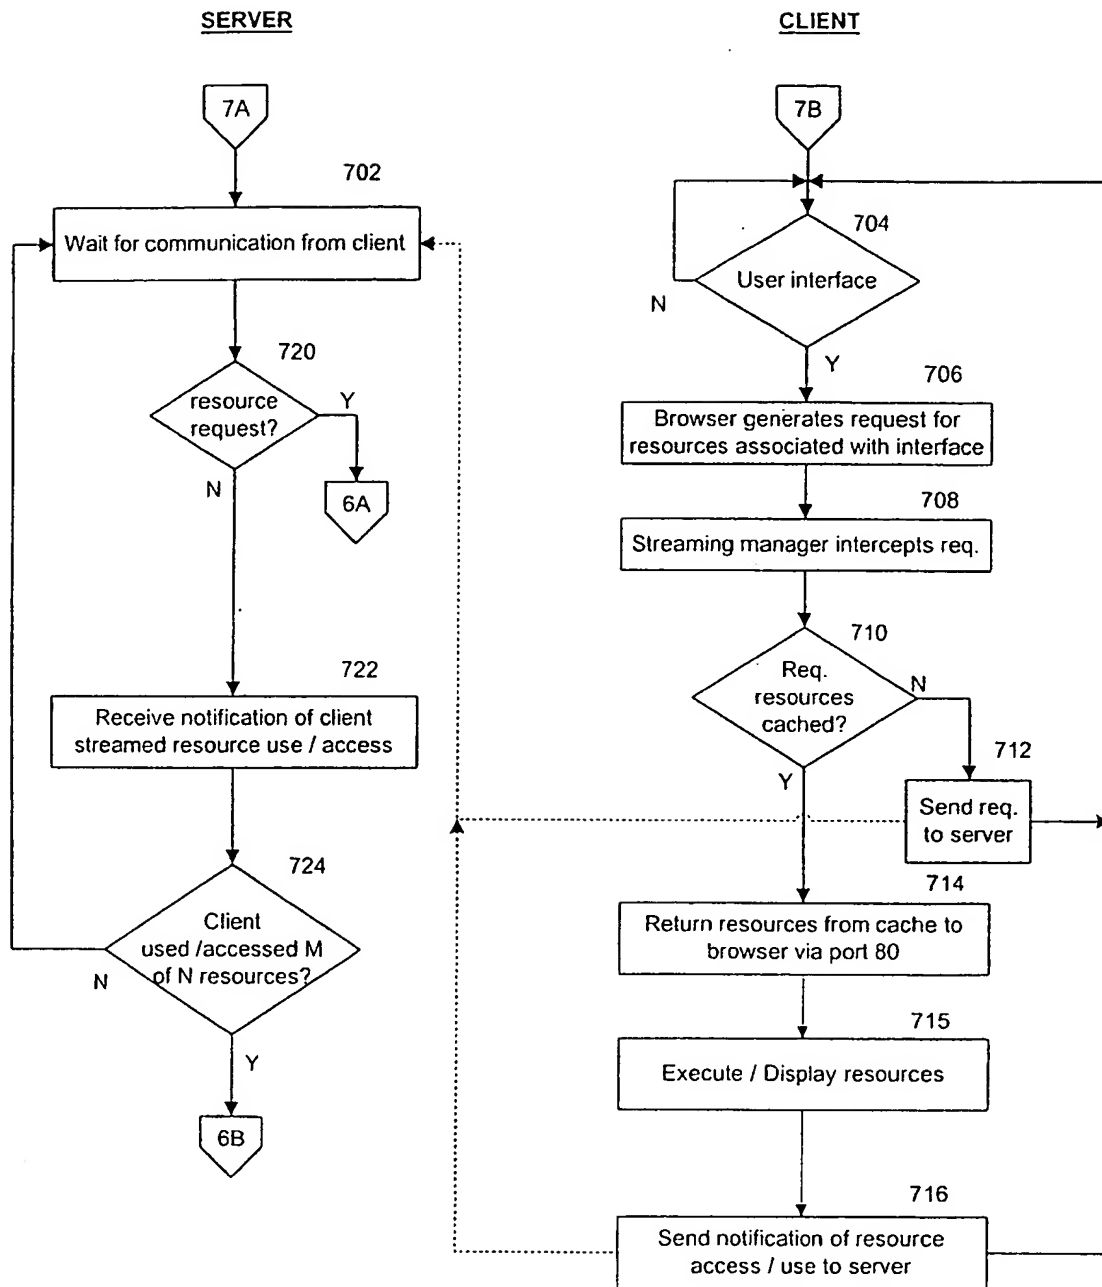 SERVER
7A
702
Wait for communication from client
720
resource
request?
Y
N
6A
722
Receive notification of client
streamed resource use / access
724
Client
used /accessed M
of N resources?
N
Y
6B
CLIENT
7B
704
User interface
N
Y
706
Browser generates request for
resources associated with interface
708
Streaming manager intercepts req.
710
Req.
resources
cached?
N
Y
712
Send req.
to server
714
Return resources from cache to
browser via port 80
715
Execute / Display resources
716
Send notification of resource
access / use to server